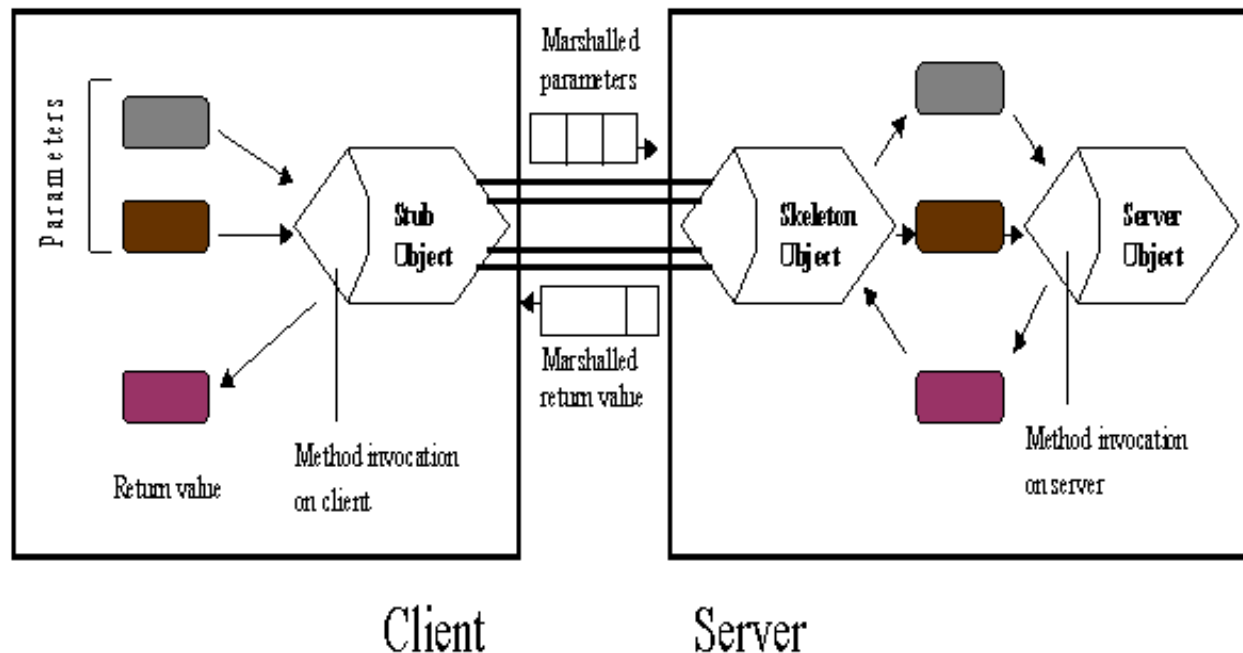 Parameters
Return value
Method invocation
on client
Stub
Object
Marshalled
parameters
Marshalled
return value
Skeleton
Object
Server
Object
Method invocation
on server
Client
Server